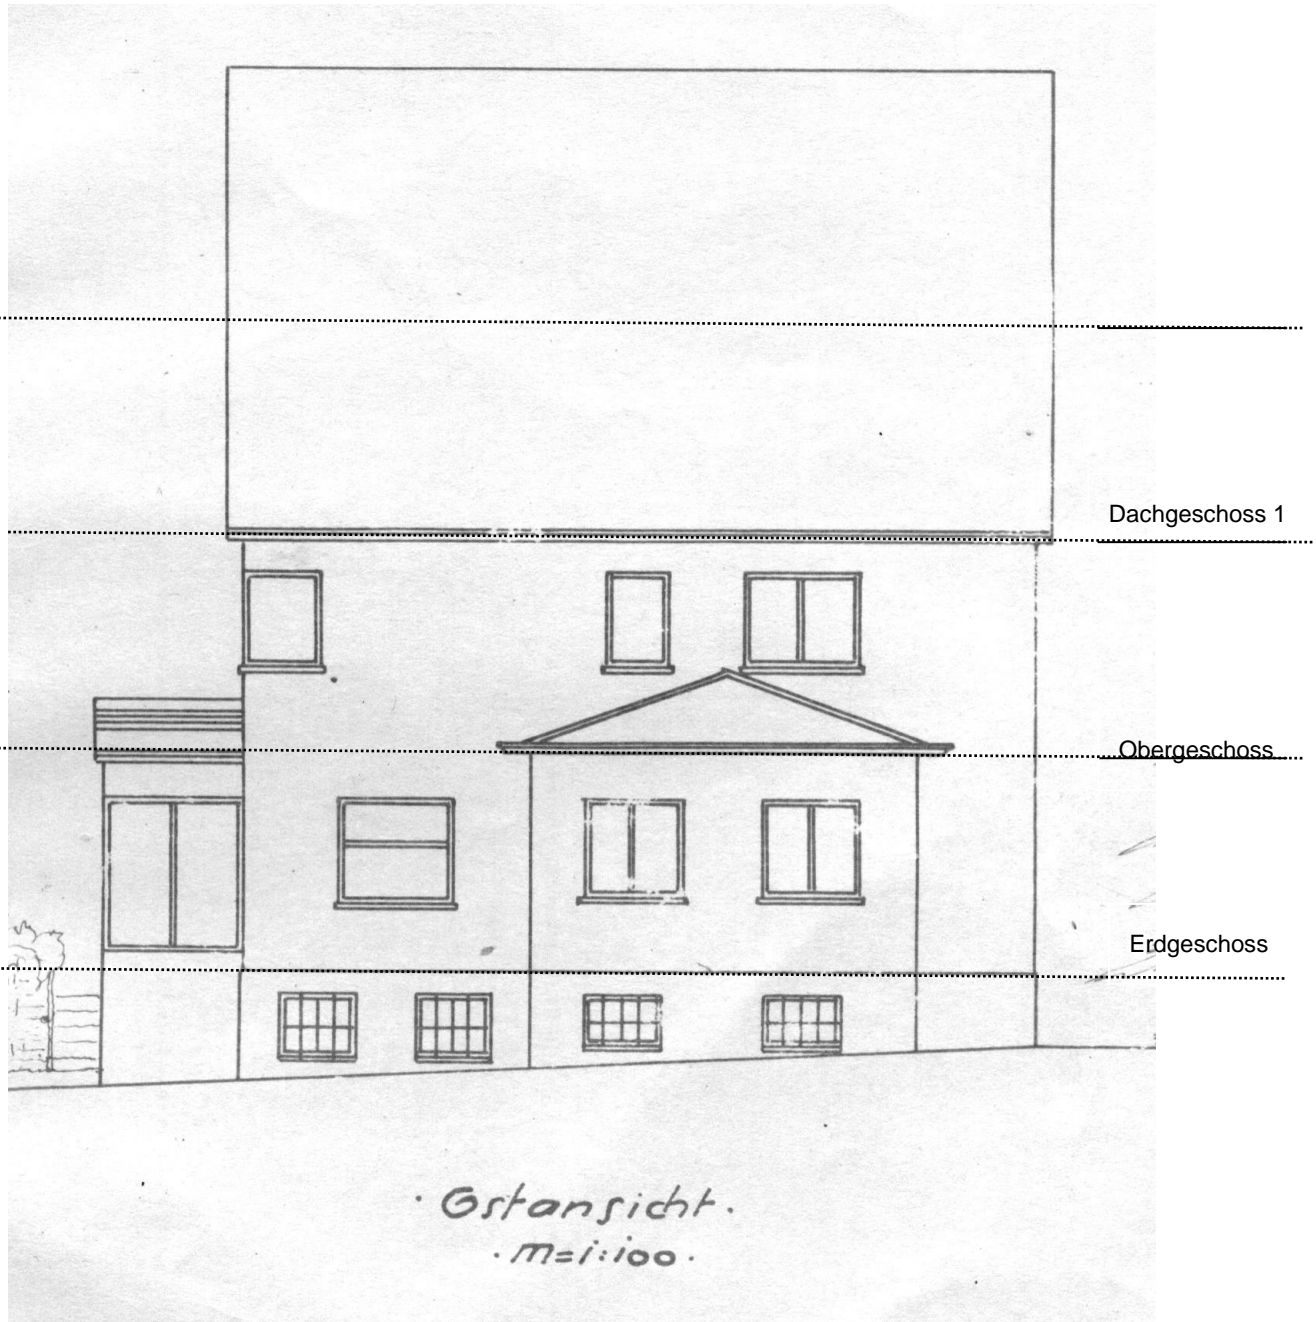 Dachgeschoss 1
Obergeschoss
Erdgeschoss
· Ostansicht.
· M=1:100 ·